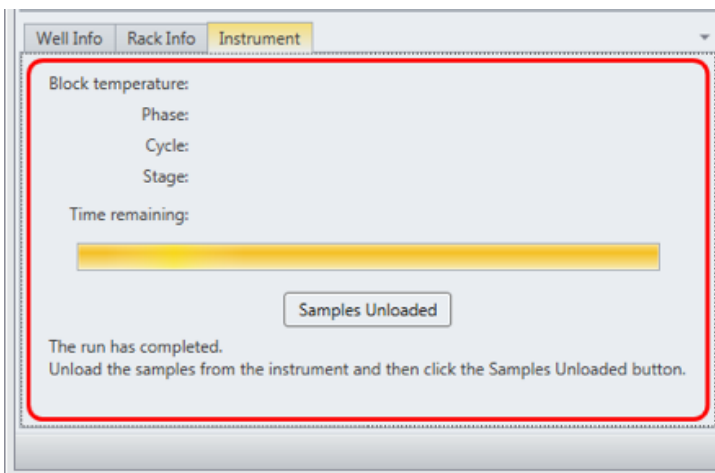 Well Info Rack Info Instrument
Block temperature:
Phase:
Cycle:
Stage:
Time remaining:
Samples Unloaded
The run has completed.
Unload the samples from the instrument and then click the Samples Unloaded button.